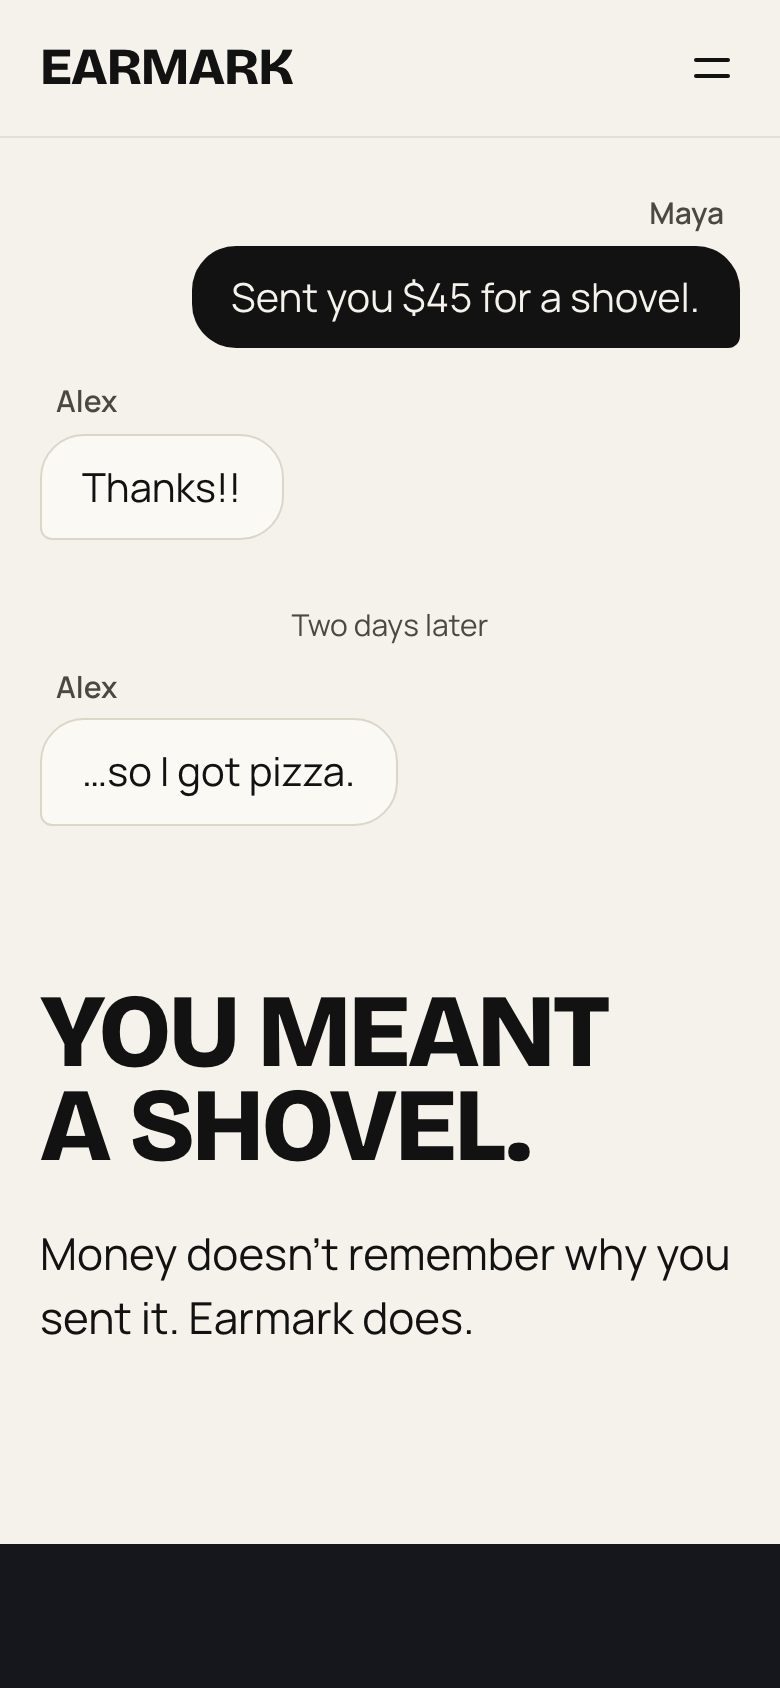 EARMARK
Maya
Sent you $45 for a shovel.
Alex
Thanks!!
Two days later
Alex
…so I got pizza.
YOU MEANT
A SHOVEL.
Money doesn’t remember why you
sent it. Earmark does.